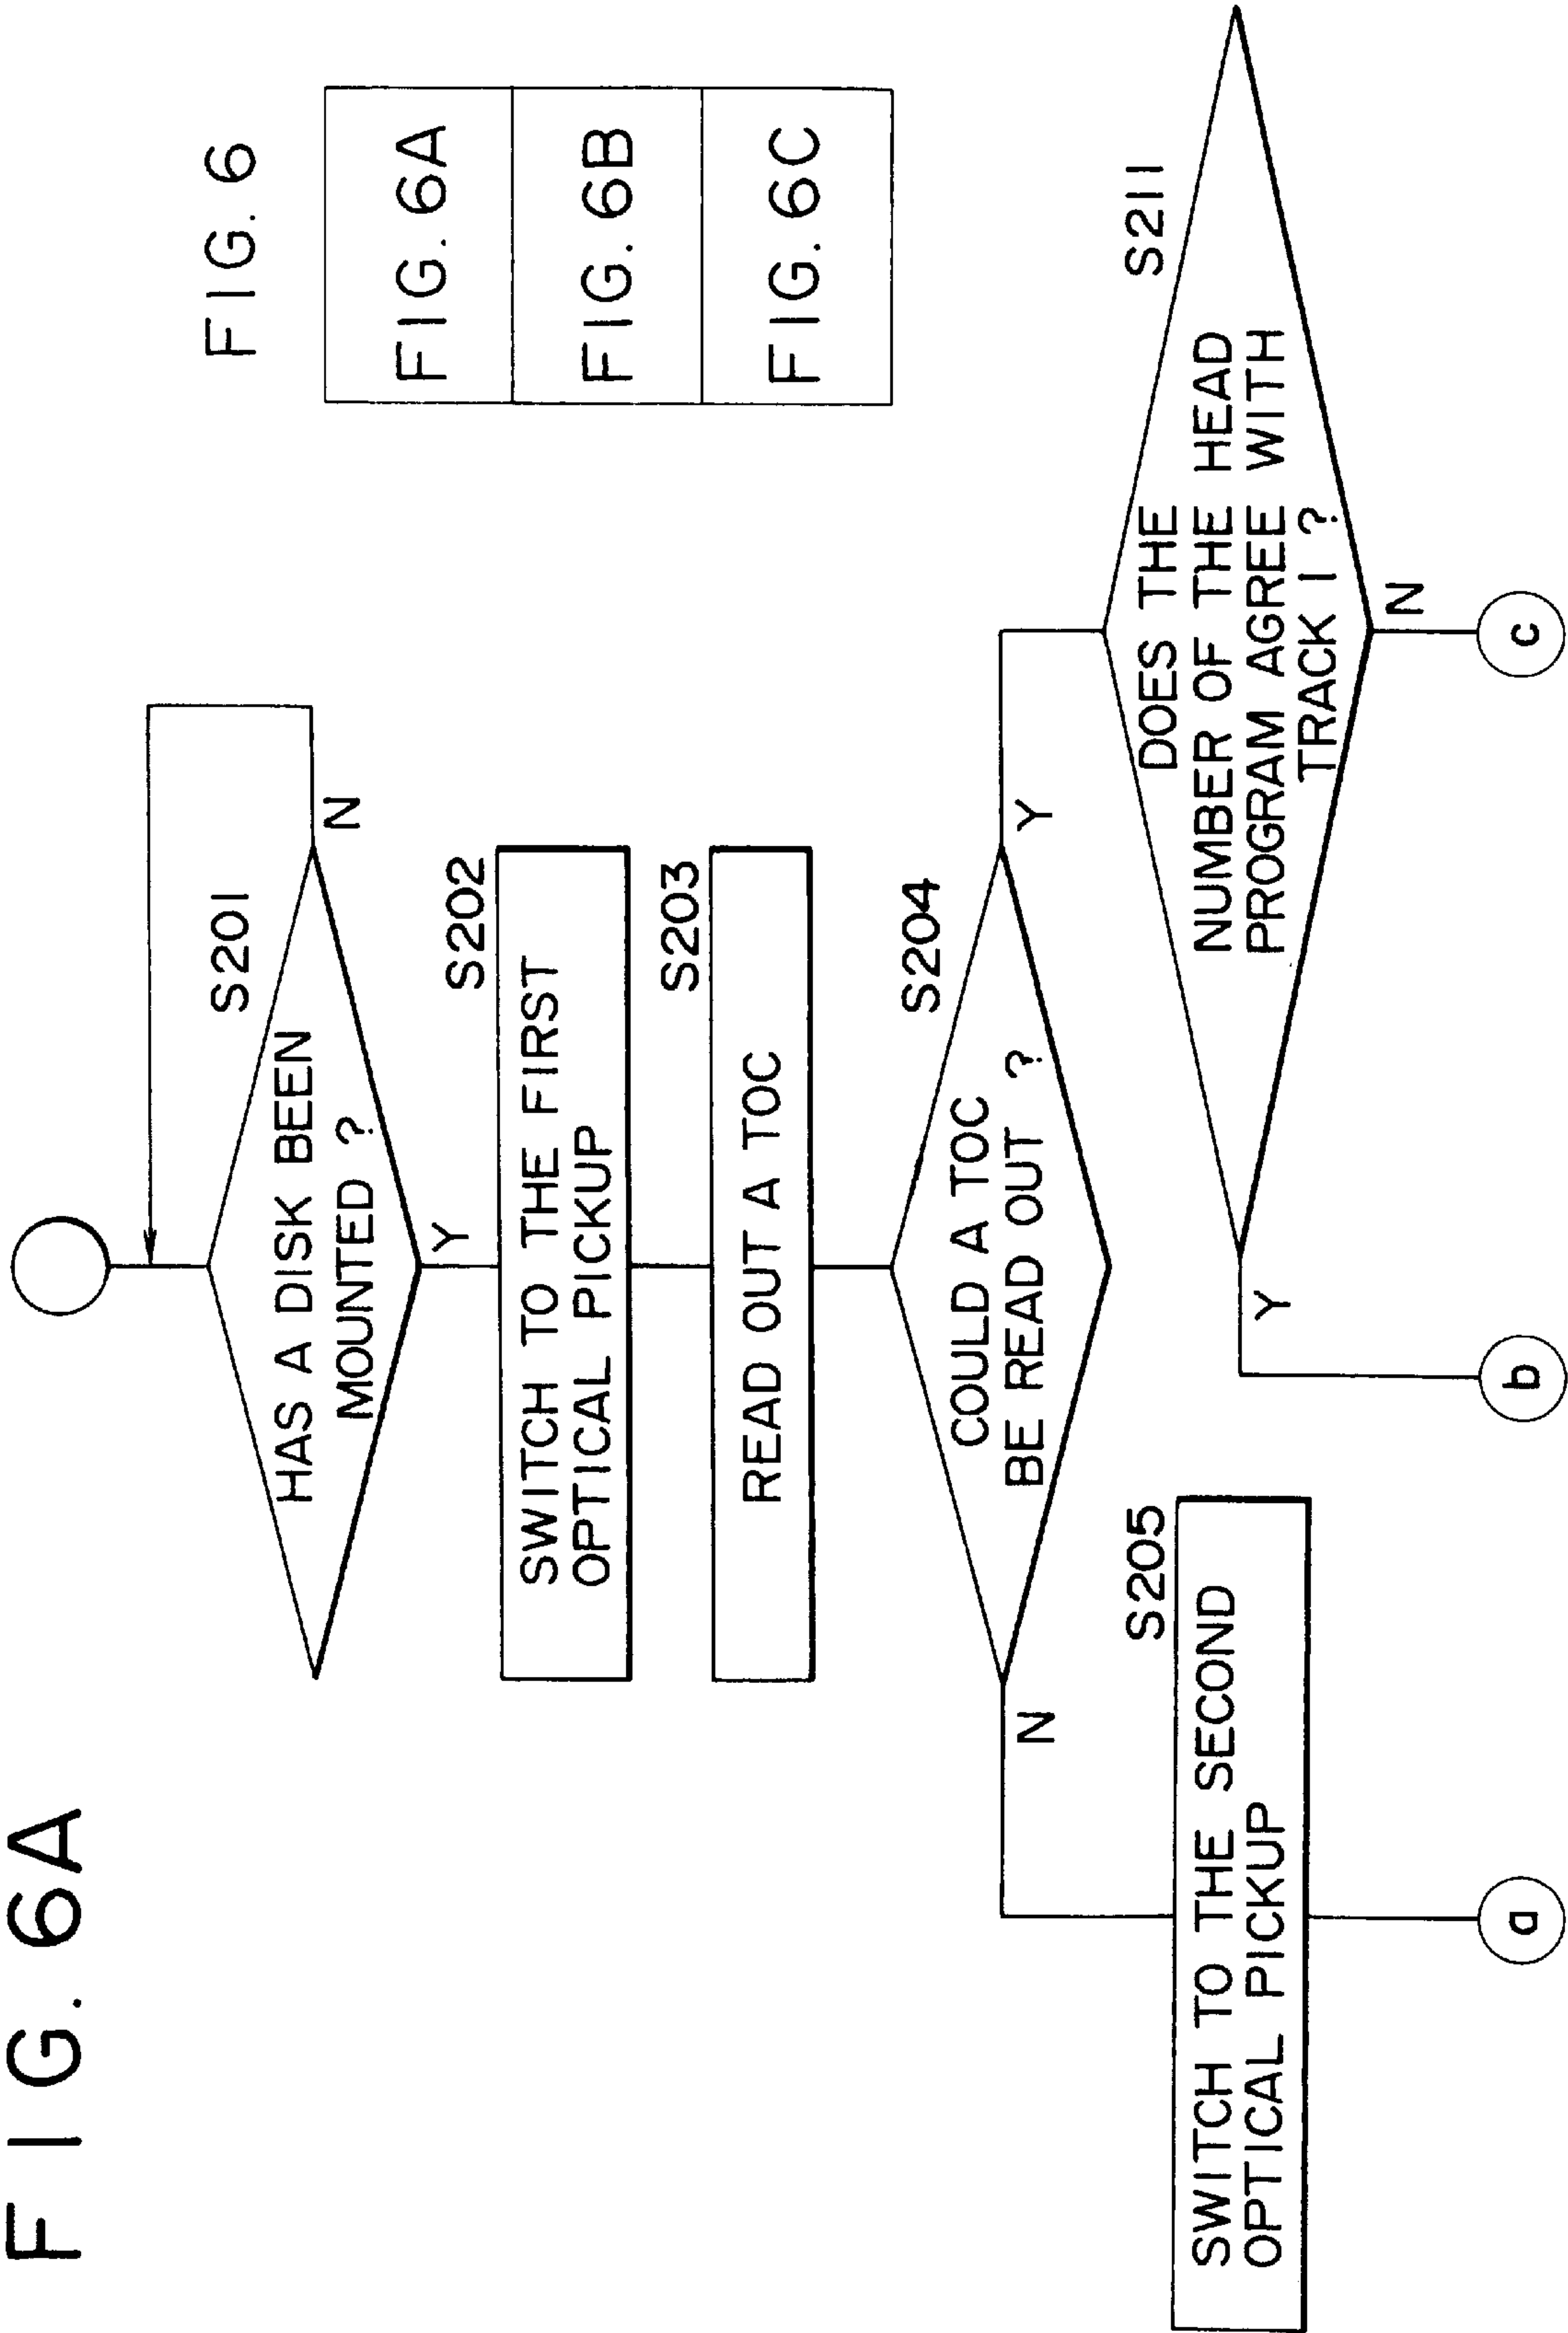 FIG. 6A
FIG. 6
FIG. 6A
FIG. 6B
FIG. 6C
S201
HAS A DISK BEEN
MOUNTED ?
N
Y
S202
SWITCH TO THE FIRST
OPTICAL PICKUP
S203
READ OUT A TOC
S204
COULD A TOC
BE READ OUT ?
N
Y
S205
SWITCH TO THE SECOND
OPTICAL PICKUP
S211
DOES THE
NUMBER OF THE HEAD
PROGRAM AGREE WITH
TRACK 1 ?
Y
N
a
b
c